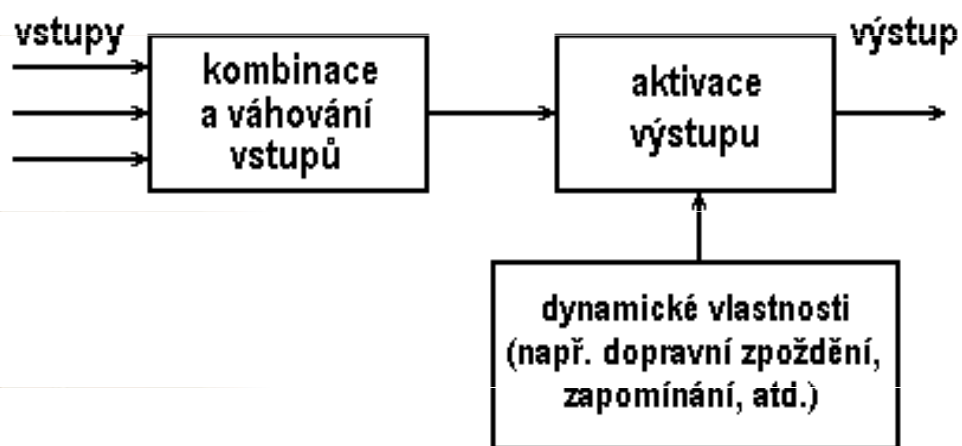 vstupy
kombinace
a váhování
vstupů
aktivace
výstupu
výstup
dynamické vlastnosti
(např. dopravní zpoždění,
zapomínání, atd.)